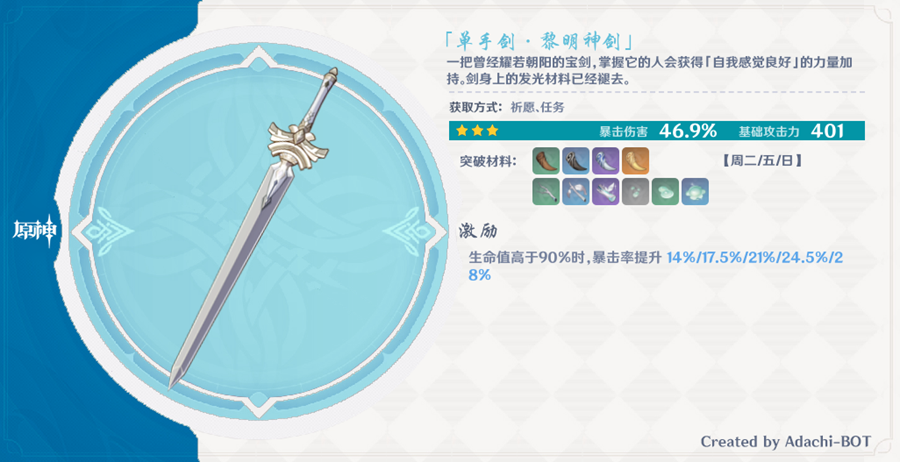 「单手剑·黎明神剑」
一把曾经耀若朝阳的宝剑,掌握它的人会获得「自我感觉良好」的力量加
持。剑身上的发光材料已经褪去。
获取方式: 祈愿、任务
暴击伤害 46.9% 基础攻击力 401
突破材料: 【周二/五/日】
原神
激励
生命值高于90%时,暴击率提升 14%/17.5%/21%/24.5%/2
8%
Created by Adachi-BOT